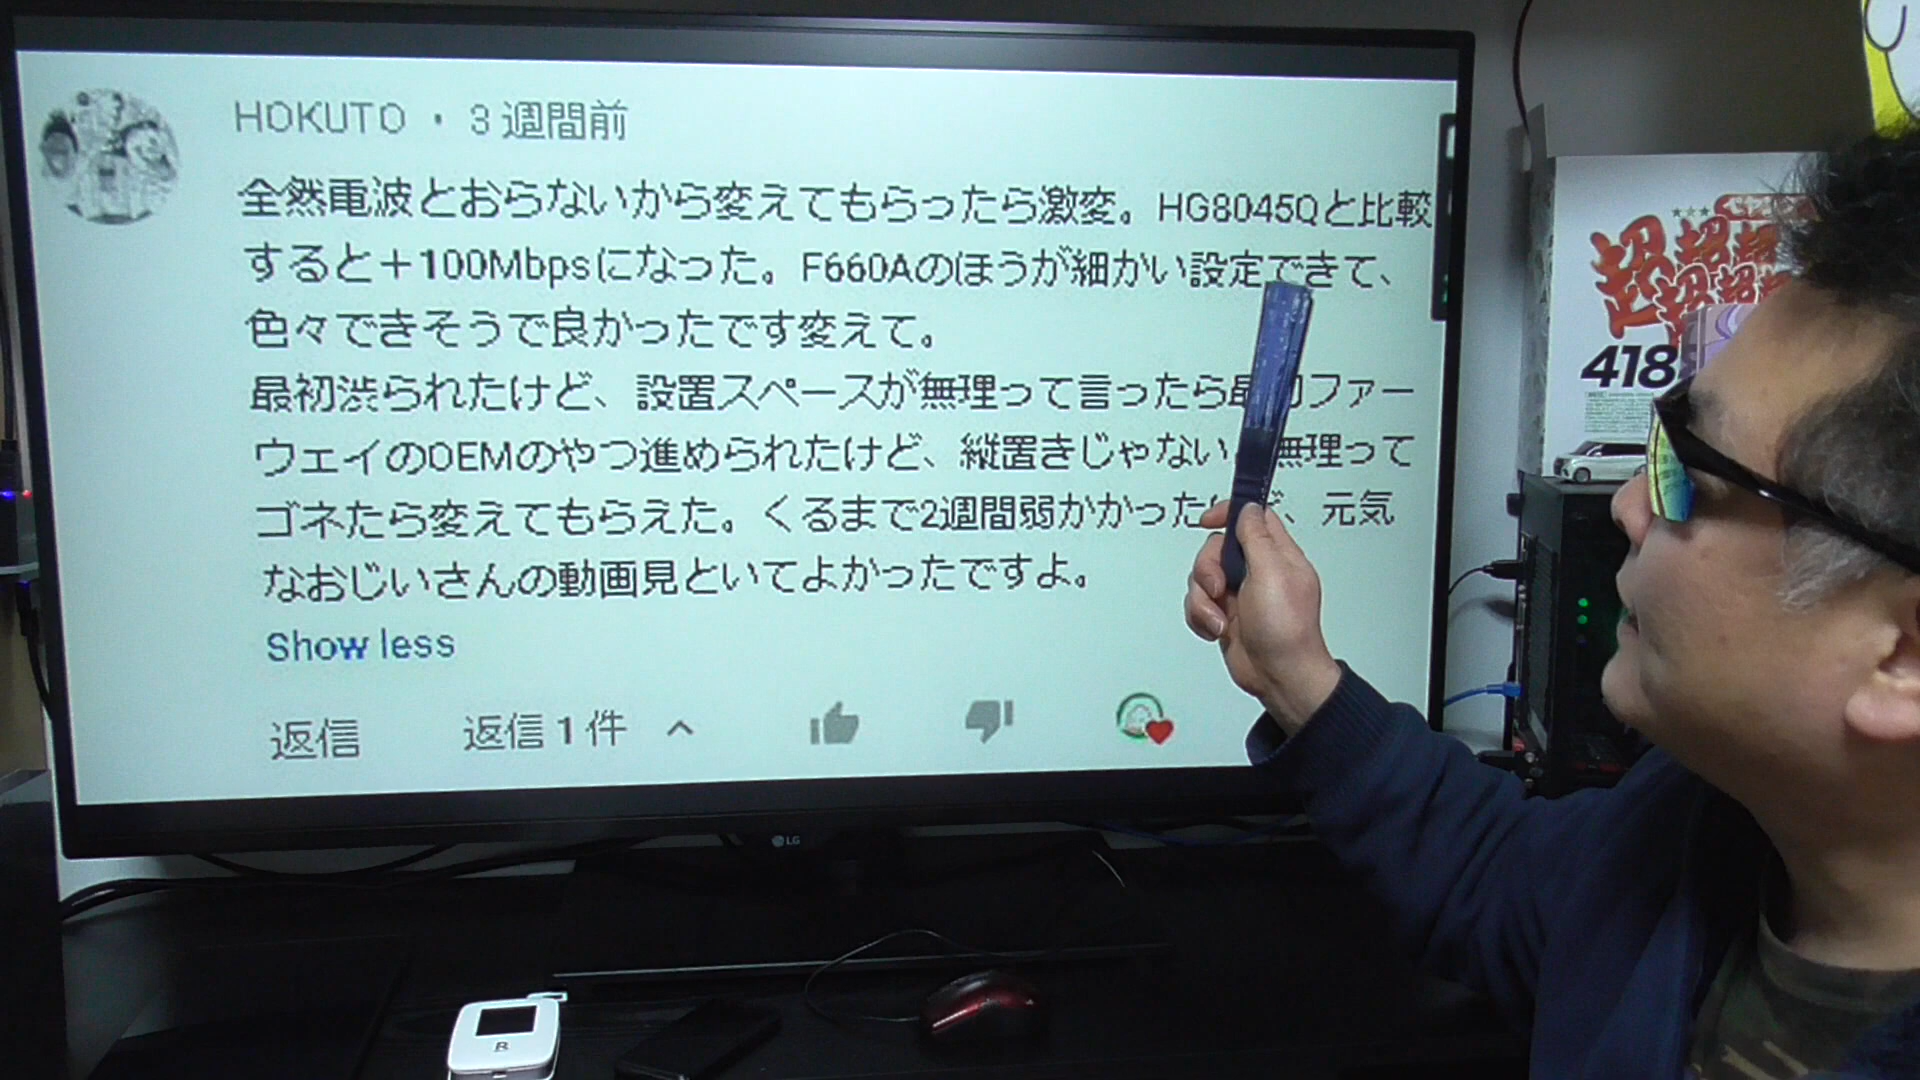 HOKUTO ・ 3 週間前
全然電波とおらないから変えてもらったら激変。HG8045Qと比較
すると＋100Mbpsになった。F660Aのほうが細かい設定できて、
色々できそうで良かったです変えて。
最初渋られたけど、設置スペースが無理って言ったら最初ファー
ウェイのOEMのやつ進められたけど、縦置きじゃない 無理って
ゴネたら変えてもらえた。くるまで2週間弱かかった ど、元気
なおじいさんの動画見といてよかったですよ。
Show less
返信 返信 1 件
LG
R
超
418